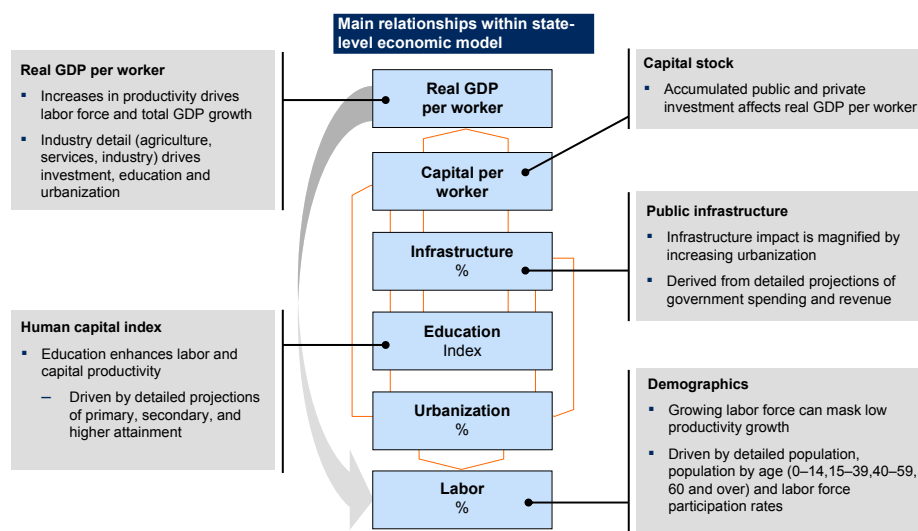 Main relationships within state-
level economic model
Real GDP per worker
▪ Increases in productivity drives
labor force and total GDP growth
▪ Industry detail (agriculture,
services, industry) drives
investment, education and
urbanization
Human capital index
▪ Education enhances labor and
capital productivity
– Driven by detailed projections
of primary, secondary, and
higher attainment
Real GDP
per worker
Capital per
worker
Infrastructure
%
Education
Index
Urbanization
%
Labor
%
Capital stock
▪ Accumulated public and private
investment affects real GDP per worker
Public infrastructure
▪ Infrastructure impact is magnified by
increasing urbanization
▪ Derived from detailed projections of
government spending and revenue
Demographics
▪ Growing labor force can mask low
productivity growth
▪ Driven by detailed population,
population by age (0–14,15–39,40–59,
60 and over) and labor force
participation rates